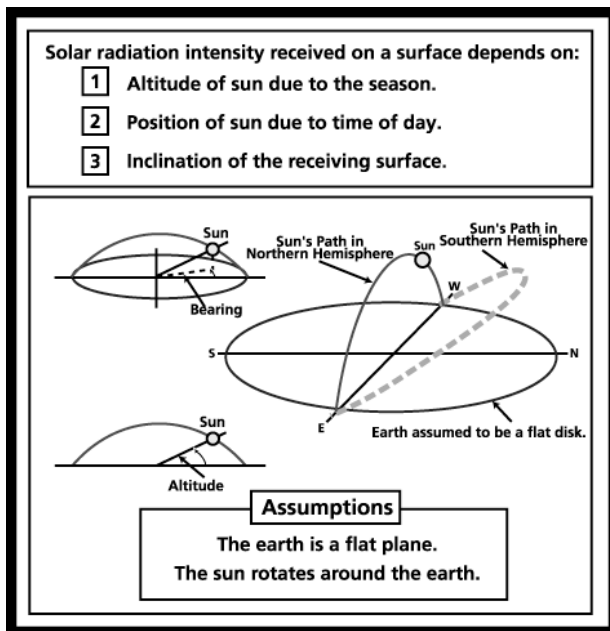 Solar radiation intensity received on a surface depends on:
1 Altitude of sun due to the season.
2 Position of sun due to time of day.
3 Inclination of the receiving surface.
Sun
Bearing
Sun's Path in
Northern Hemisphere
Sun
Sun's Path in
Southern Hemisphere
W
S
N
E
Earth assumed to be a flat disk.
Sun
Altitude
Assumptions
The earth is a flat plane.
The sun rotates around the earth.